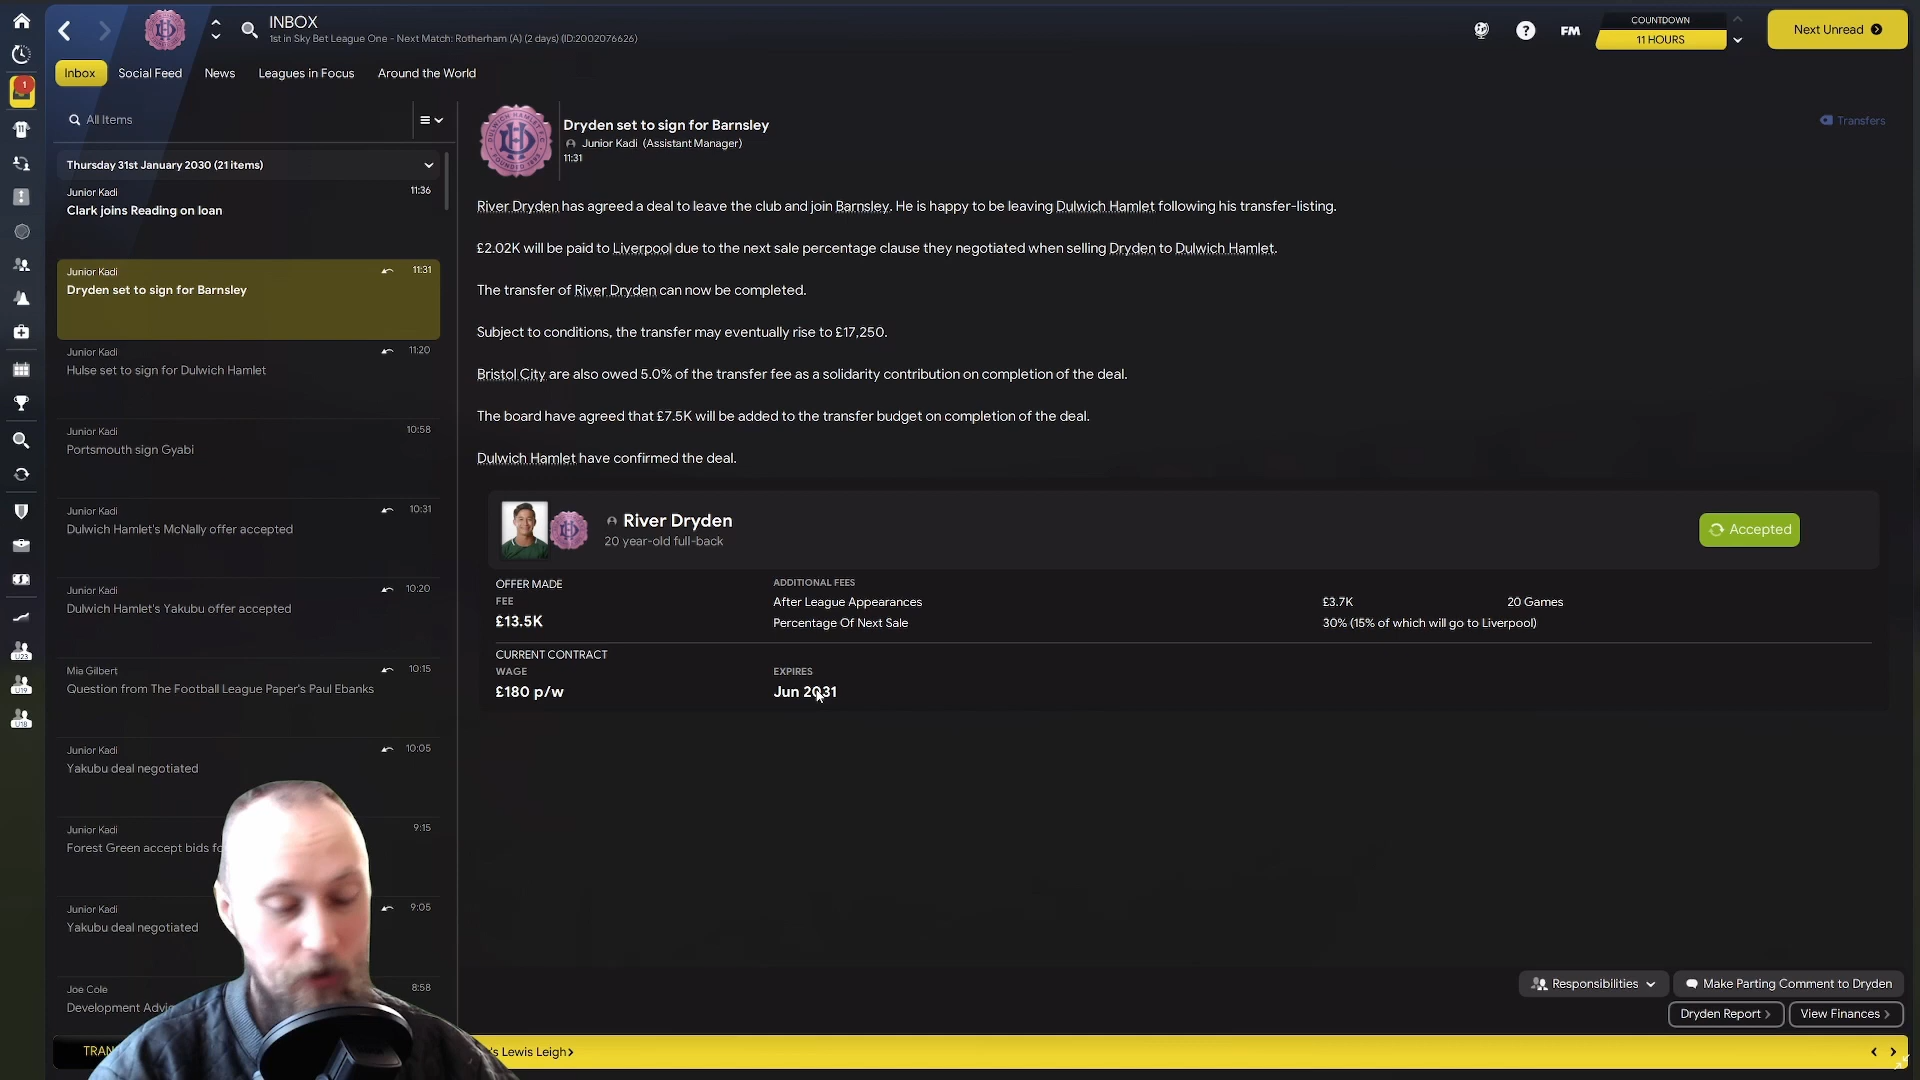 INBOX
1st in Sky Bet League One - Next Match: Rotherham (A) (2 days) (ID:2002076626)
FM
COUNTDOWN
11 HOURS
Next Unread
Inbox
Social Feed
News
Leagues in Focus
Around the World
All Items
Thursday 31st January 2030 (21 items)
Junior Kadi
11:36
Clark joins Reading on loan
Junior Kadi
11:31
Dryden set to sign for Barnsley
Junior Kadi
11:20
Hulse set to sign for Dulwich Hamlet
Junior Kadi
10:58
Portsmouth sign Gyabi
Junior Kadi
10:31
Dulwich Hamlet's McNally offer accepted
Junior Kadi
10:20
Dulwich Hamlet's Yakubu offer accepted
Mia Gilbert
10:15
Question from The Football League Paper's Paul Ebanks
Junior Kadi
10:05
Yakubu deal negotiated
Junior Kadi
9:15
Forest Green accept bids fo
Junior Kadi
9:05
Yakubu deal negotiated
Joe Cole
8:58
Development Advic
1
11
U23
U19
U18
Dryden set to sign for Barnsley
Junior Kadi (Assistant Manager)
11:31
Transfers
River Dryden has agreed a deal to leave the club and join Barnsley. He is happy to be leaving Dulwich Hamlet following his transfer-listing.
£2.02K will be paid to Liverpool due to the next sale percentage clause they negotiated when selling Dryden to Dulwich Hamlet.
The transfer of River Dryden can now be completed.
Subject to conditions, the transfer may eventually rise to £17,250.
Bristol City are also owed 5.0% of the transfer fee as a solidarity contribution on completion of the deal.
The board have agreed that £7.5K will be added to the transfer budget on completion of the deal.
Dulwich Hamlet have confirmed the deal.
River Dryden
20 year-old full-back
Accepted
OFFER MADE
FEE
£13.5K
ADDITIONAL FEES
After League Appearances
£3.7K
20 Games
Percentage Of Next Sale
30% (15% of which will go to Liverpool)
CURRENT CONTRACT
WAGE
£180 p/w
EXPIRES
Jun 2031
Responsibilities
Make Parting Comment to Dryden
Dryden Report
View Finances
TRAN
's Lewis Leigh